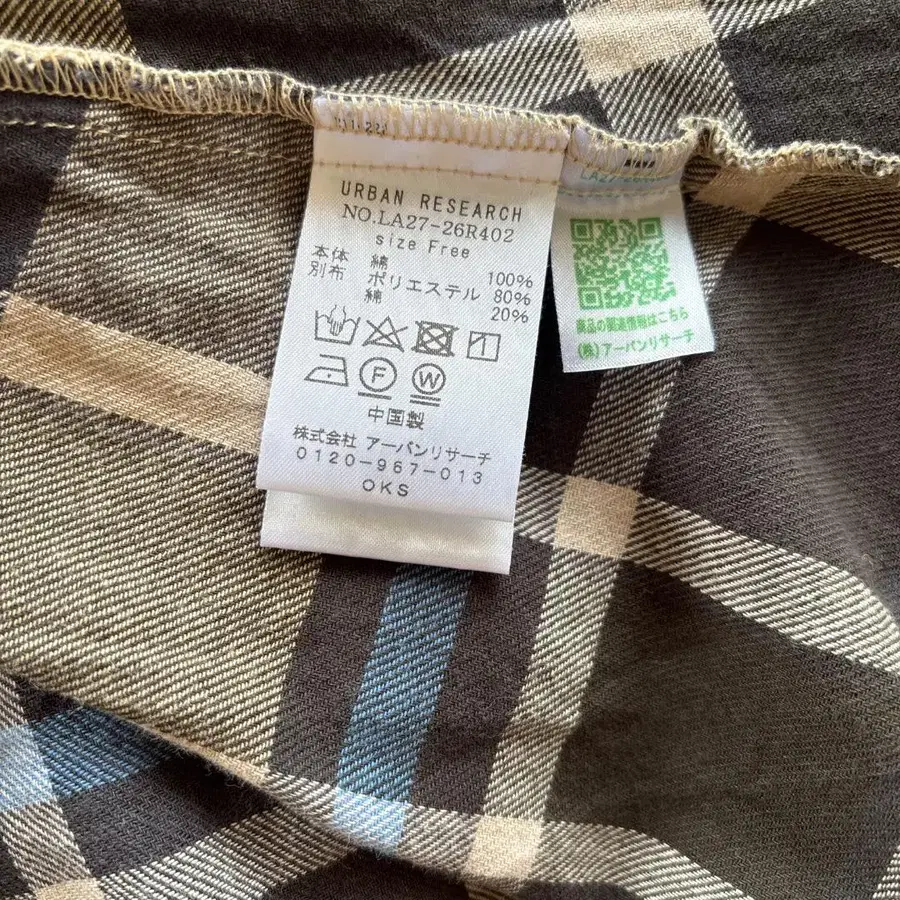 URBAN RESEARCH
NO.LA27-26R402
size Free
本体 綿 100%
別布 ポリエステル 80%
綿 20%
F W
中国製
株式会社 アーバンリサーチ
0120-967-013
OKS
商品の関連情報はこちら
(株)アーバンリサーチ